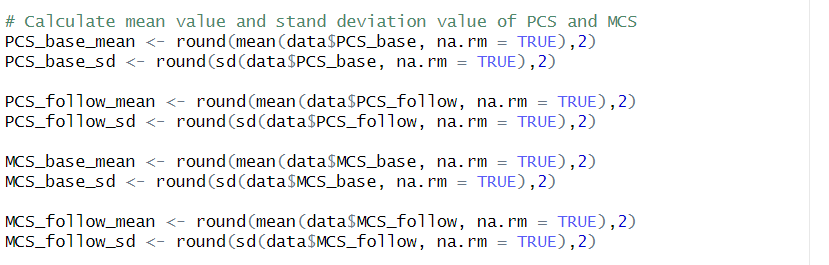 # Calculate mean value and stand deviation value of PCS and MCS
PCS_base_mean <- round(mean(data$PCS_base, na.rm = TRUE),2)
PCS_base_sd <- round(sd(data$PCS_base, na.rm = TRUE),2)
PCS_follow_mean <- round(mean(data$PCS_follow, na.rm = TRUE),2)
PCS_follow_sd <- round(sd(data$PCS_follow, na.rm = TRUE),2)
MCS_base_mean <- round(mean(data$MCS_base, na.rm = TRUE),2)
MCS_base_sd <- round(sd(data$MCS_base, na.rm = TRUE),2)
MCS_follow_mean <- round(mean(data$MCS_follow, na.rm = TRUE),2)
MCS_follow_sd <- round(sd(data$MCS_follow, na.rm = TRUE),2)